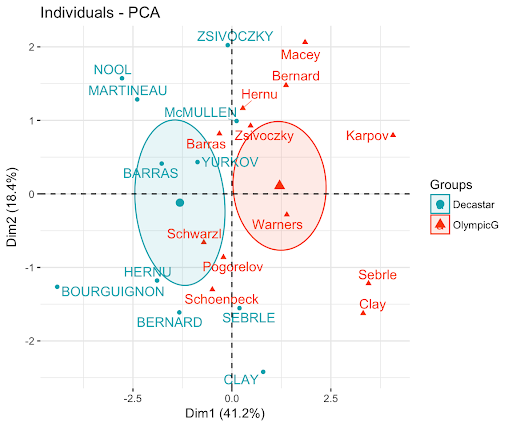 Individuals - PCA
ZSIVOCZKY
Macey
NOOL
Bernard
MARTINEAU
Hernu
McMULLEN
Zsivoczky
Karpov
Barras
YURKOV
BARRAS
Warners
Schwarzl
Pogorelov
HERNU
Sebrle
BOURGUIGNON
Schoenbeck
Clay
BERNARD
SEBRLE
CLAY
2
1
0
-1
-2
Dim2 (18.4%)
-2.5
0.0
2.5
Dim1 (41.2%)
Groups
Decastar
OlympicG